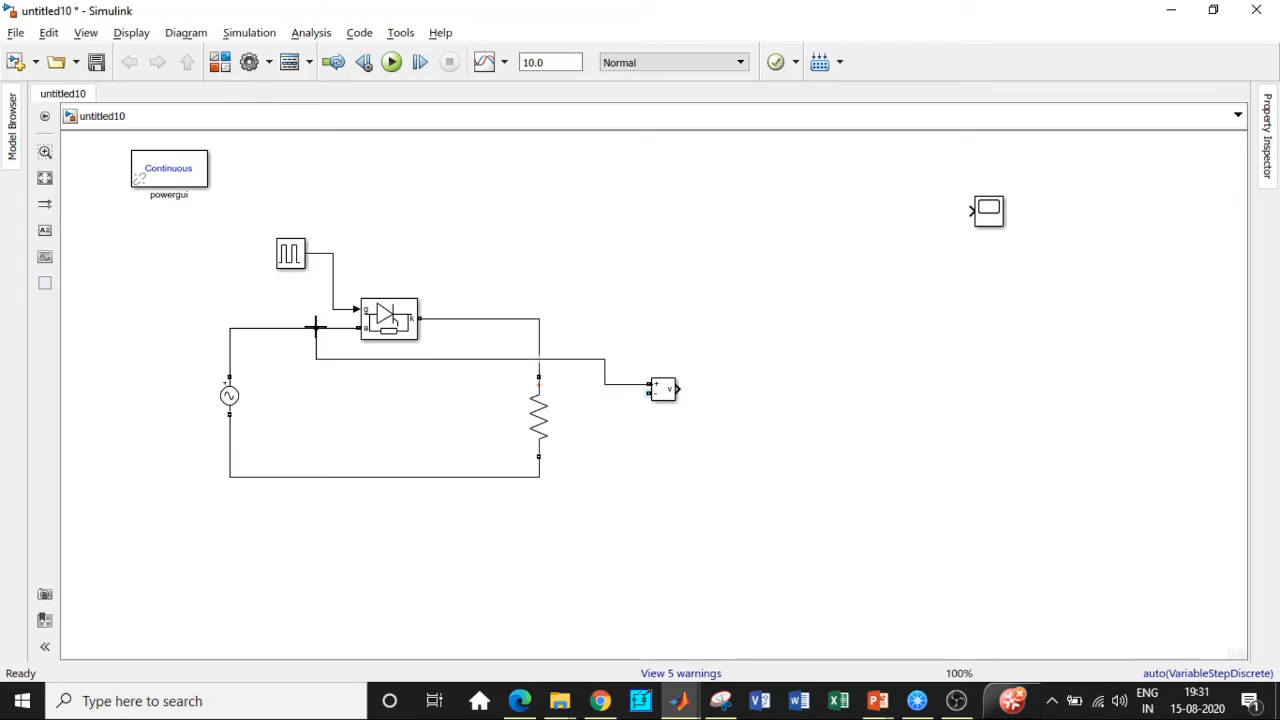 untitled10 * - Simulink
File Edit View Display Diagram Simulation Analysis Code Tools Help
10.0 Normal
untitled10
untitled10
Model Browser
Property Inspector
Continuous
powergui
g
a k
+ v
-
+
+
Ready View 5 warnings 100% auto(VariableStepDiscrete)
Type here to search
ENG 19:31
IN 15-08-2020
1